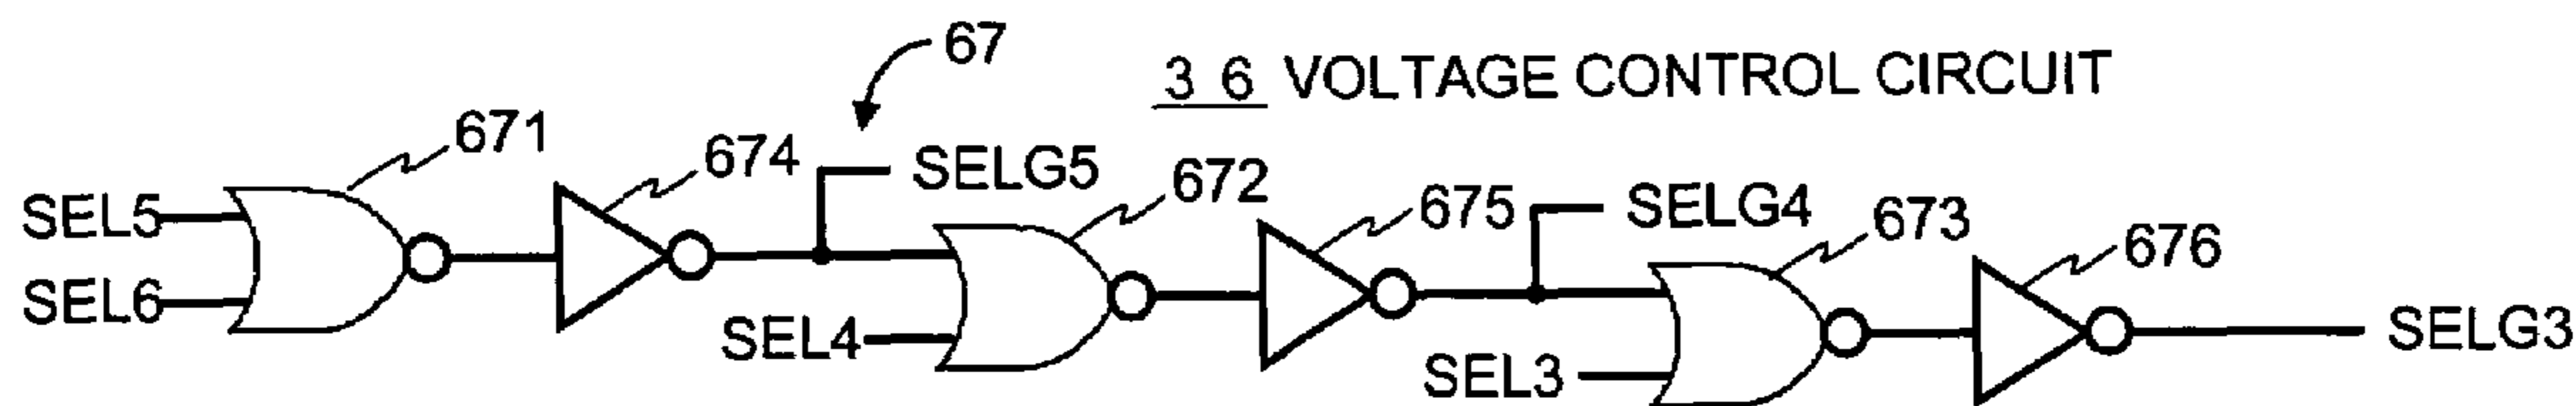 67
3 6 VOLTAGE CONTROL CIRCUIT
671
674
SELG5
672
675
SELG4
673
676
SEL5
SEL6
SEL4
SEL3
SELG3